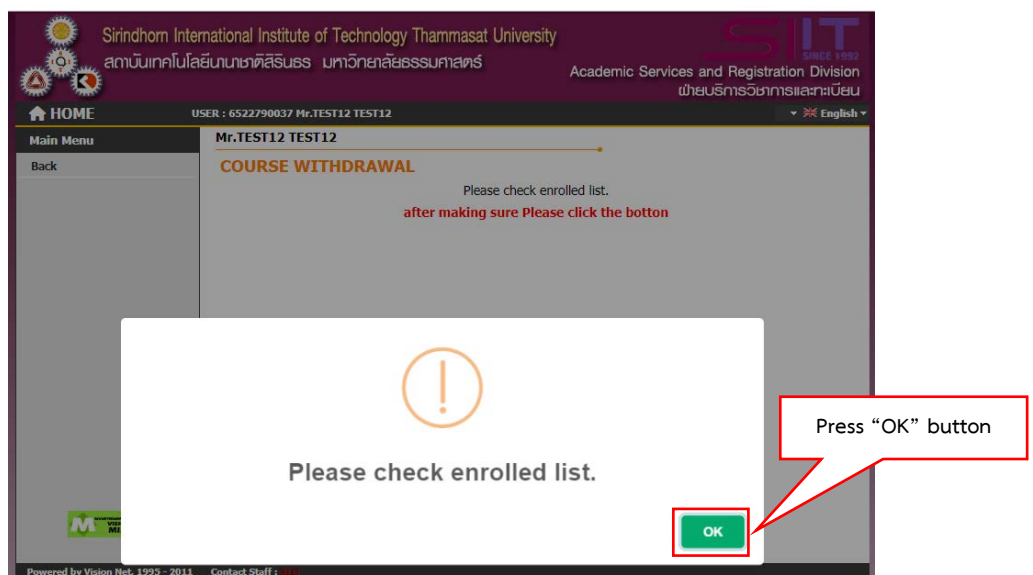 Sirindhorn International Institute of Technology Thammasat University
สถาบันเทคโนโลยีนานาชาติสิรินธร มหาวิทยาลัยธรรมศาสตร์
SIIT
SINCE 1992
Academic Services and Registration Division
ฝ่ายบริการวิชาการและทะเบียน
HOME
USER : 6522790037 Mr.TEST12 TEST12
English
Main Menu
Mr.TEST12 TEST12
Back
COURSE WITHDRAWAL
Please check enrolled list.
after making sure Please click the botton
Press “OK” button
Please check enrolled list.
OK
Powered by Vision Net, 1995 - 2011 Contact Staff :